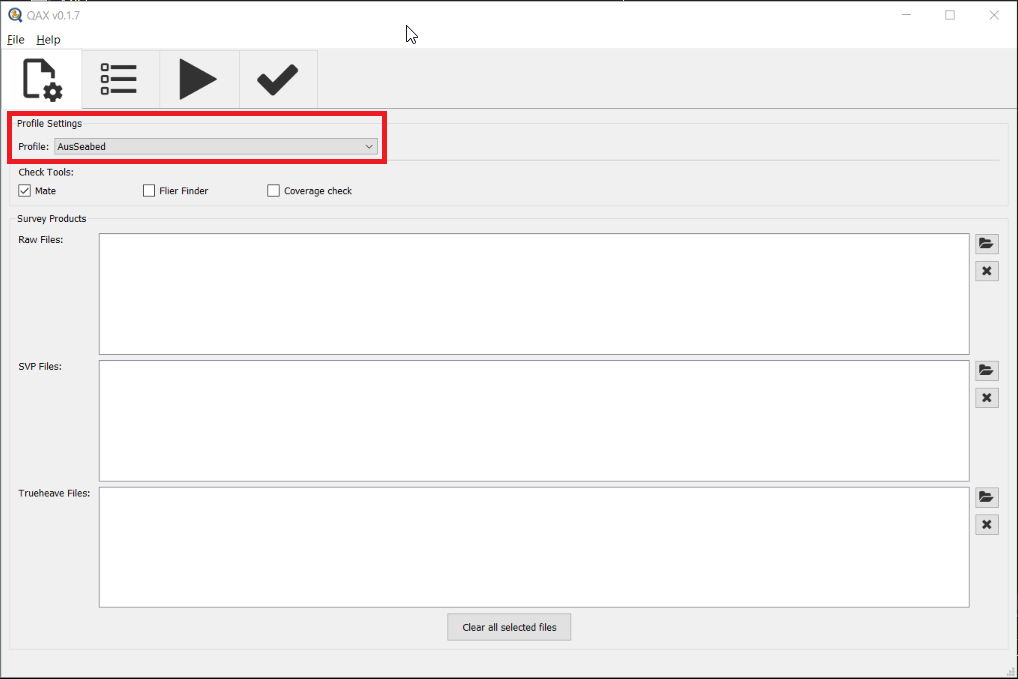 QAX v0.1.7
File Help
Profile Settings
Profile: AusSeabed
Check Tools:
Mate Flier Finder Coverage check
Survey Products
Raw Files:
SVP Files:
Trueheave Files:
Clear all selected files